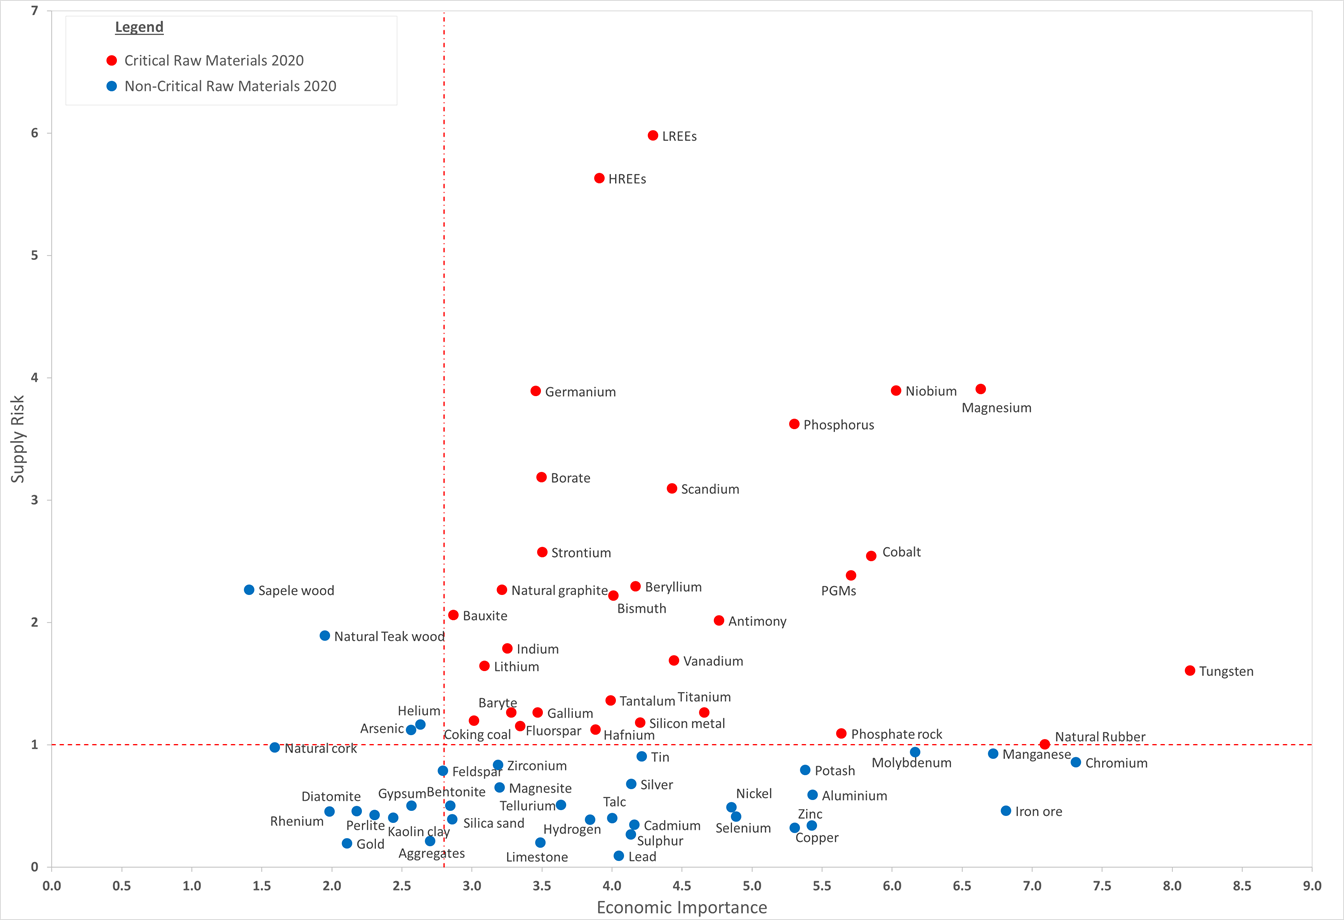 7
Legend
Critical Raw Materials 2020
Non-Critical Raw Materials 2020
6
LREEs
HREEs
5
4
Germanium
Niobium
Magnesium
Phosphorus
Supply Risk
Borate
Scandium
3
Strontium
Cobalt
PGMs
Sapele wood
Natural graphite
Beryllium
Bismuth
2
Bauxite
Antimony
Natural Teak wood
Indium
Lithium
Vanadium
Tungsten
Baryte
Tantalum
Titanium
Helium
Gallium
Arsenic
Coking coal
Fluorspar
Silicon metal
Hafnium
Phosphate rock
Natural Rubber
1
Natural cork
Tin
Molybdenum
Manganese
Chromium
Feldspar
Zirconium
Potash
Magnesite
Silver
Diatomite
Gypsum
Bentonite
Tellurium
Talc
Nickel
Aluminium
Iron ore
Rhenium
Perlite
Kaolin clay
Silica sand
Hydrogen
Cadmium
Selenium
Zinc
Copper
Gold
Aggregates
Limestone
Sulphur
Lead
0
0.0 0.5 1.0 1.5 2.0 2.5 3.0 3.5 4.0 4.5 5.0 5.5 6.0 6.5 7.0 7.5 8.0 8.5 9.0
Economic Importance